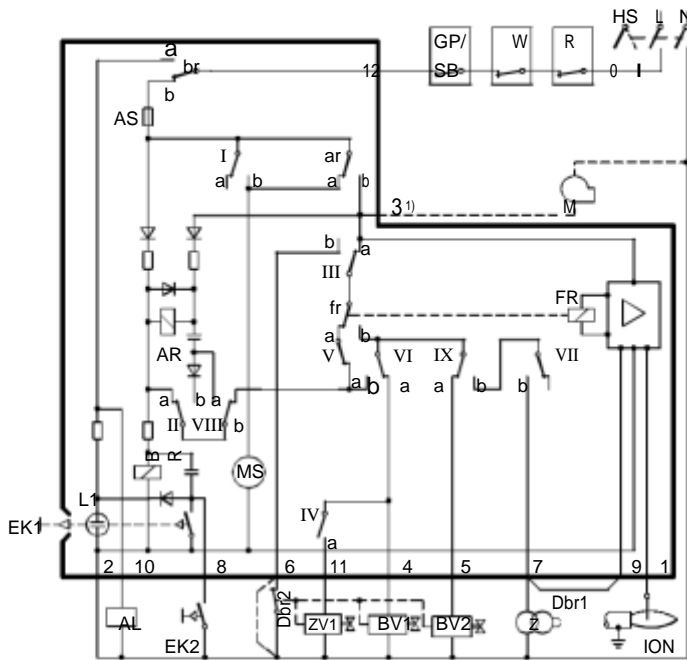 HS L N
a GP/ W R
br 12 SB 0 I
b
AS
I ar
a b a b
3 1) M
b a
III
fr FR
a b
AR V VI IX VII
a b a a b a b b
II VIII b
B
R
MS
L1
IV
EK1 a
2 10 8 6 11 4 5 7 9 1
Dbr2 Dbr1
AL ZV1 BV1 BV2 Z
EK2 ION